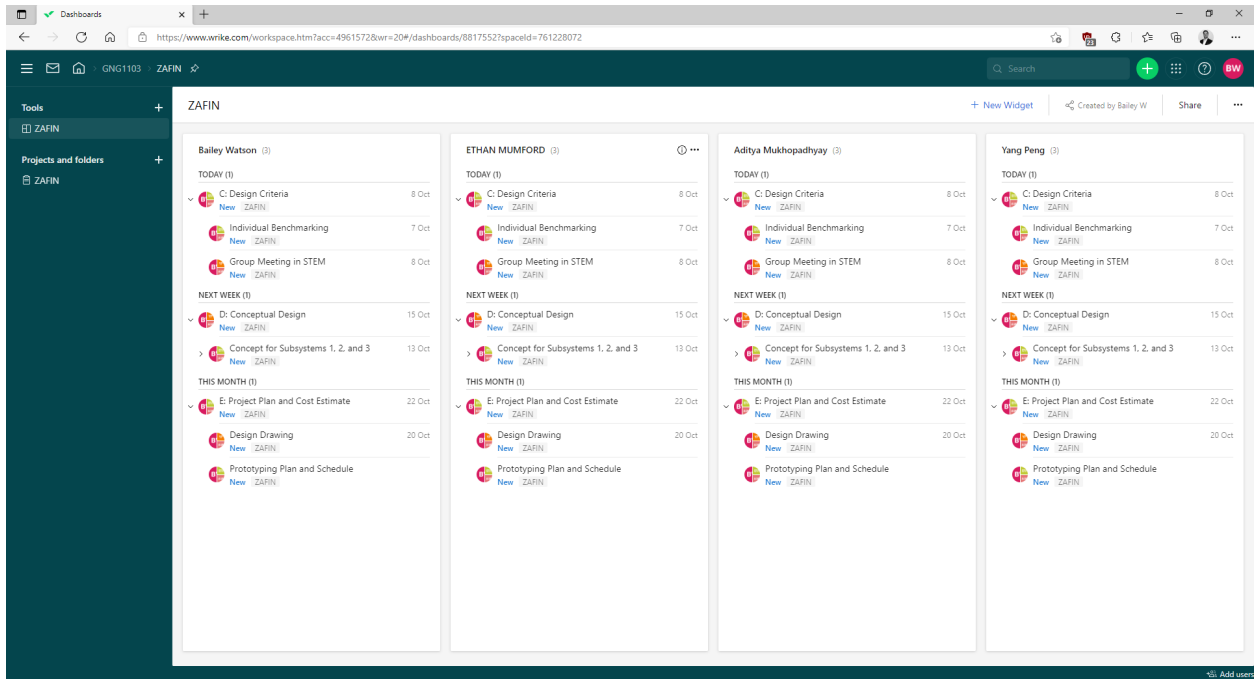 Dashboards
https://www.wrike.com/workspace.htm?acc=4961572&wr=20#/dashboards/8817552?spaceId=761228072
23
GNG1103 > ZAFIN
Search
BW
Tools
ZAFIN
Projects and folders
ZAFIN
ZAFIN
+ New Widget
Created by Bailey W
Share
Bailey Watson (3)
TODAY (1)
C: Design Criteria 8 Oct
New ZAFIN
Individual Benchmarking 7 Oct
New ZAFIN
Group Meeting in STEM 8 Oct
New ZAFIN
NEXT WEEK (1)
D: Conceptual Design 15 Oct
New ZAFIN
Concept for Subsystems 1, 2, and 3 13 Oct
New ZAFIN
THIS MONTH (1)
E: Project Plan and Cost Estimate 22 Oct
New ZAFIN
Design Drawing 20 Oct
New ZAFIN
Prototyping Plan and Schedule
New ZAFIN
ETHAN MUMFORD (3)
TODAY (1)
C: Design Criteria 8 Oct
New ZAFIN
Individual Benchmarking 7 Oct
New ZAFIN
Group Meeting in STEM 8 Oct
New ZAFIN
NEXT WEEK (1)
D: Conceptual Design 15 Oct
New ZAFIN
Concept for Subsystems 1, 2, and 3 13 Oct
New ZAFIN
THIS MONTH (1)
E: Project Plan and Cost Estimate 22 Oct
New ZAFIN
Design Drawing 20 Oct
New ZAFIN
Prototyping Plan and Schedule
New ZAFIN
Aditya Mukhopadhyay (3)
TODAY (1)
C: Design Criteria 8 Oct
New ZAFIN
Individual Benchmarking 7 Oct
New ZAFIN
Group Meeting in STEM 8 Oct
New ZAFIN
NEXT WEEK (1)
D: Conceptual Design 15 Oct
New ZAFIN
Concept for Subsystems 1, 2, and 3 13 Oct
New ZAFIN
THIS MONTH (1)
E: Project Plan and Cost Estimate 22 Oct
New ZAFIN
Design Drawing 20 Oct
New ZAFIN
Prototyping Plan and Schedule
New ZAFIN
Yang Peng (3)
TODAY (1)
C: Design Criteria 8 Oct
New ZAFIN
Individual Benchmarking 7 Oct
New ZAFIN
Group Meeting in STEM 8 Oct
New ZAFIN
NEXT WEEK (1)
D: Conceptual Design 15 Oct
New ZAFIN
Concept for Subsystems 1, 2, and 3 13 Oct
New ZAFIN
THIS MONTH (1)
E: Project Plan and Cost Estimate 22 Oct
New ZAFIN
Design Drawing 20 Oct
New ZAFIN
Prototyping Plan and Schedule
New ZAFIN
Add users